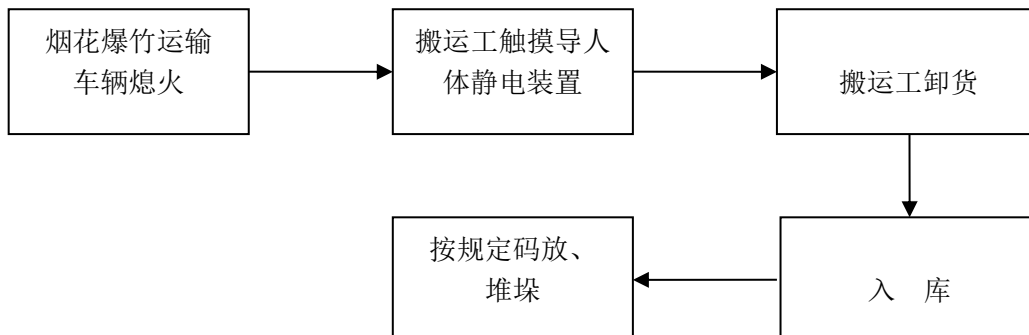 烟花爆竹运输
车辆熄火
搬运工触摸导人
体静电装置
搬运工卸货
入　库
按规定码放、
堆垛